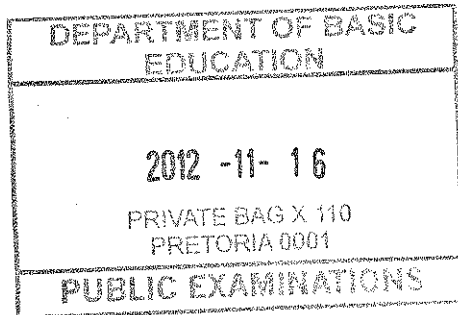 DEPARTMENT OF BASIC
EDUCATION
2012 -11- 16
PRIVATE BAG X 110
PRETORIA 0001
PUBLIC EXAMINATIONS